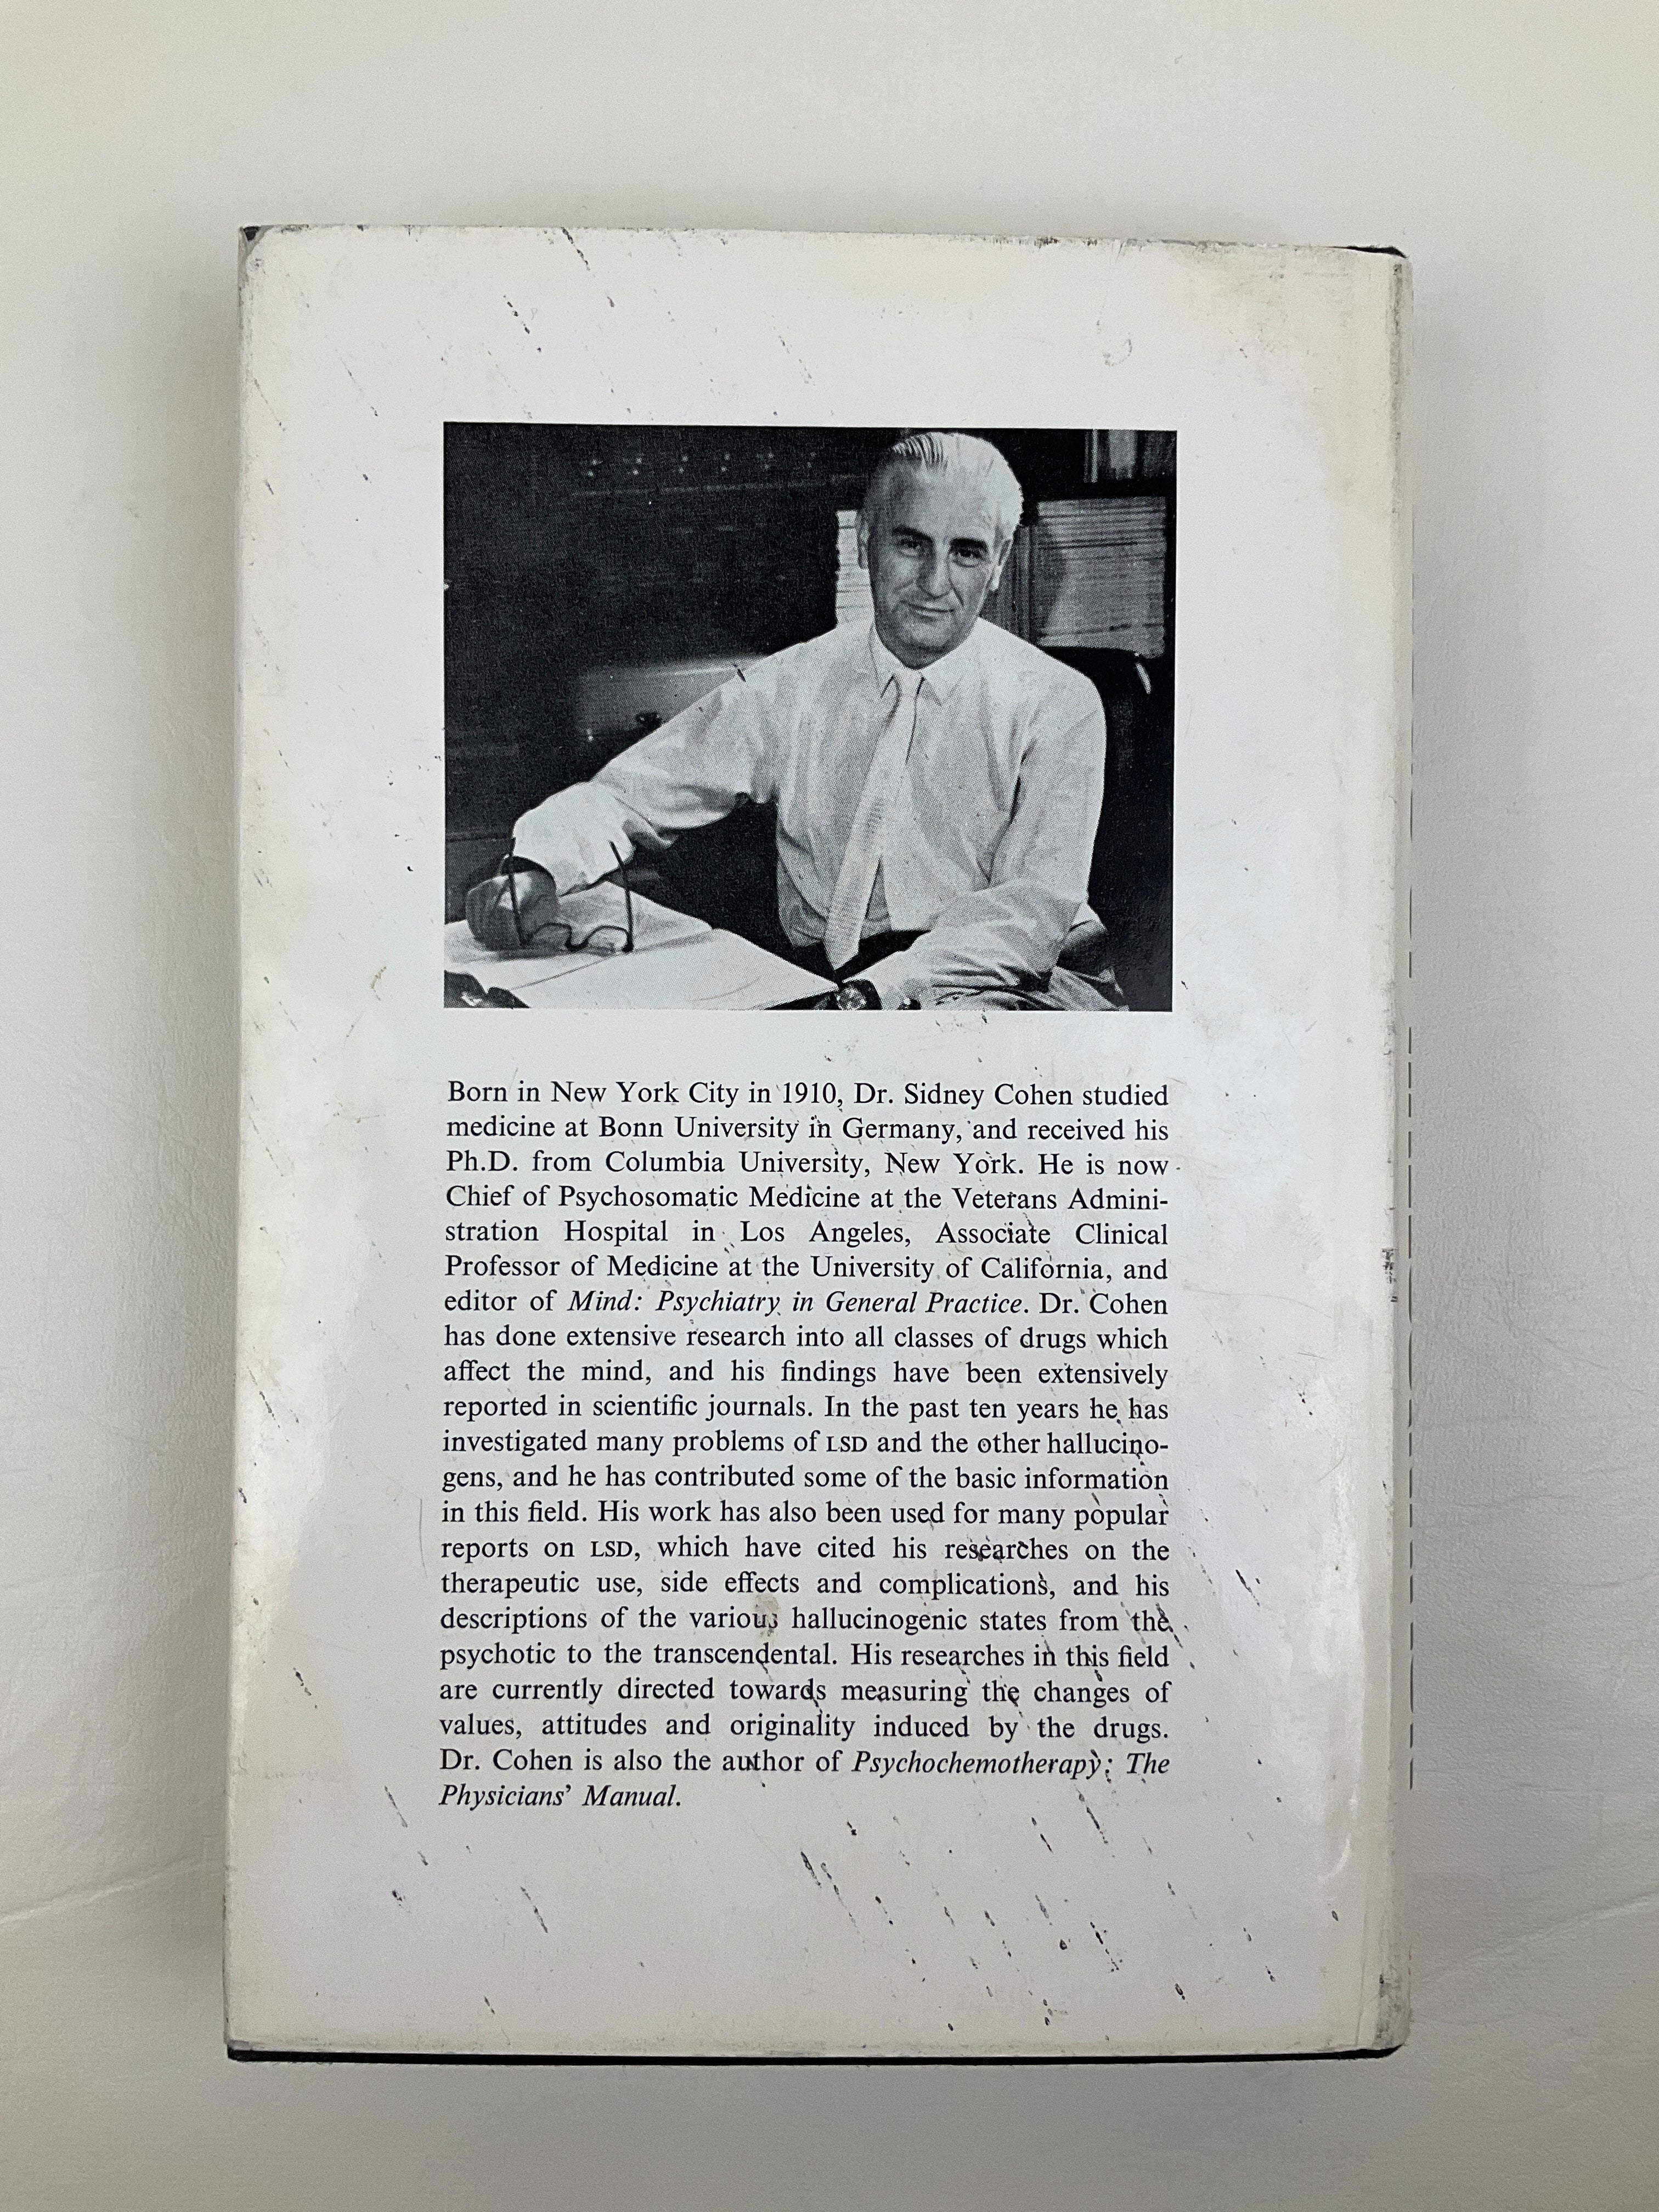 Born in New York City in 1910, Dr. Sidney Cohen studied
medicine at Bonn University in Germany, and received his
Ph.D. from Columbia University, New York. He is now
Chief of Psychosomatic Medicine at the Veterans Admini-
stration Hospital in Los Angeles, Associate Clinical
Professor of Medicine at the University of California, and
editor of Mind: Psychiatry in General Practice. Dr. Cohen
has done extensive research into all classes of drugs which
affect the mind, and his findings have been extensively
reported in scientific journals. In the past ten years he has
investigated many problems of LSD and the other hallucino-
gens, and he has contributed some of the basic information
in this field. His work has also been used for many popular
reports on LSD, which have cited his researches on the
therapeutic use, side effects and complications, and his
descriptions of the various hallucinogenic states from the
psychotic to the transcendental. His researches in this field
are currently directed towards measuring the changes of
values, attitudes and originality induced by the drugs.
Dr. Cohen is also the author of Psychochemotherapy: The
Physicians' Manual.